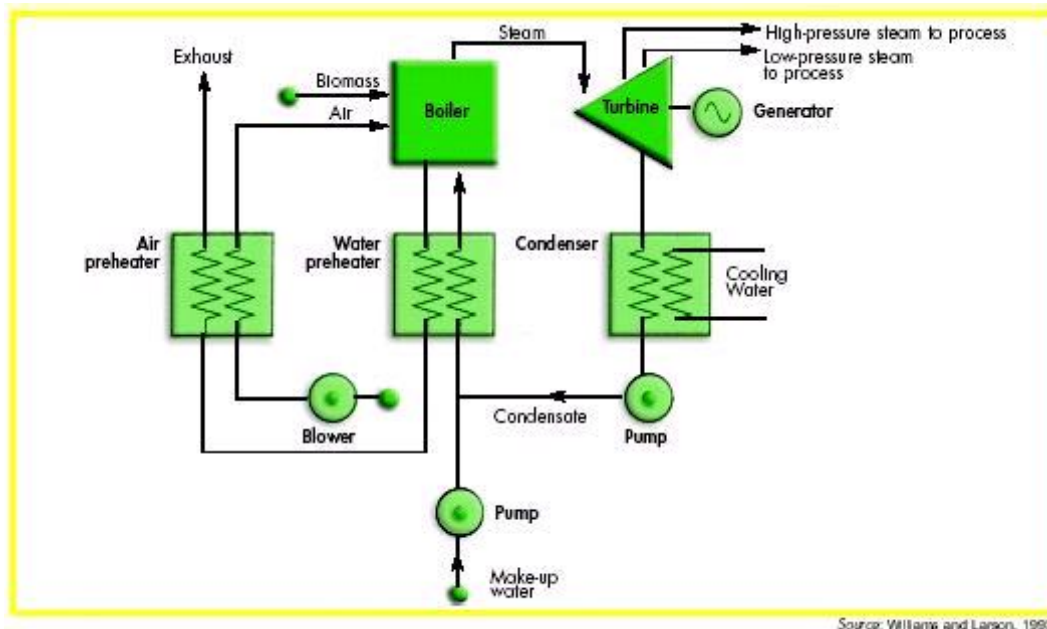 Steam
High-pressure steam to process
Low-pressure steam
to process
Exhaust
Biomass
Air
Boiler
Turbine
Generator
Air
preheater
Water
preheater
Condenser
Cooling
Water
Blower
Condensate
Pump
Pump
Make-up
water
Source: Williams and Larson,